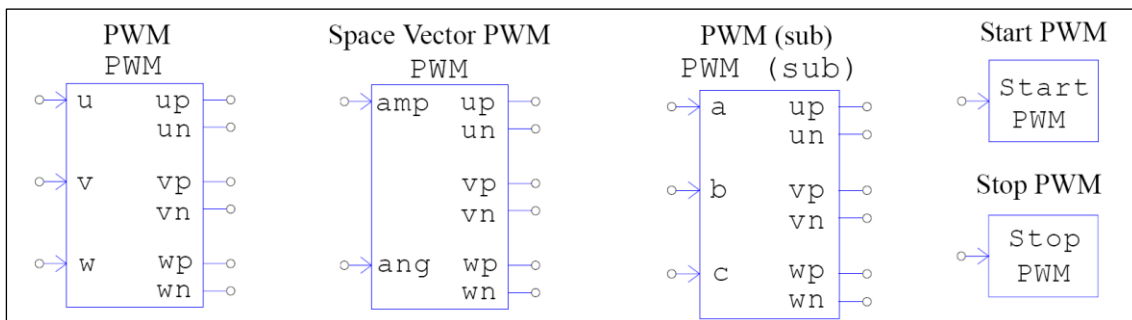 PWM
PWM
u up
un
v vp
vn
w wp
wn
Space Vector PWM
PWM
amp up
un
vp
vn
ang wp
wn
PWM (sub)
PWM (sub)
a up
un
b vp
vn
c wp
wn
Start PWM
Start
PWM
Stop PWM
Stop
PWM